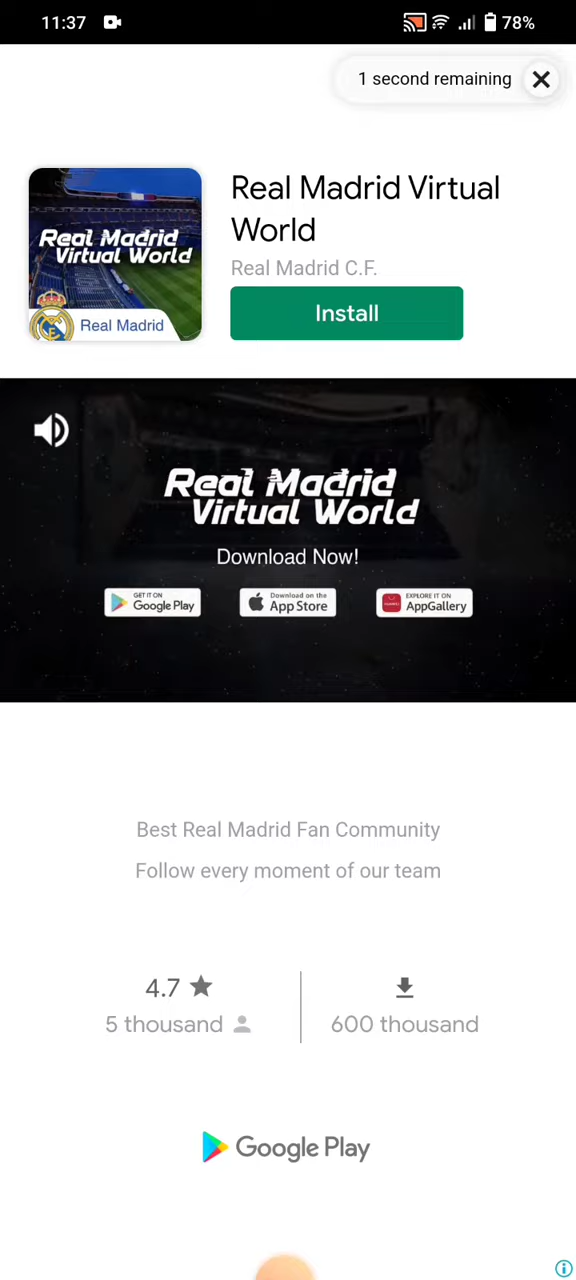 11:37
78%
1 second remaining
Real Madrid Virtual
World
Real Madrid C.F.
Install
Real Madrid
Virtual World
Real Madrid
Real Madrid
Virtual World
Download Now!
GET IT ON
Google Play
Download on the
App Store
EXPLORE IT ON
AppGallery
Best Real Madrid Fan Community
Follow every moment of our team
4.7
5 thousand
600 thousand
Google Play